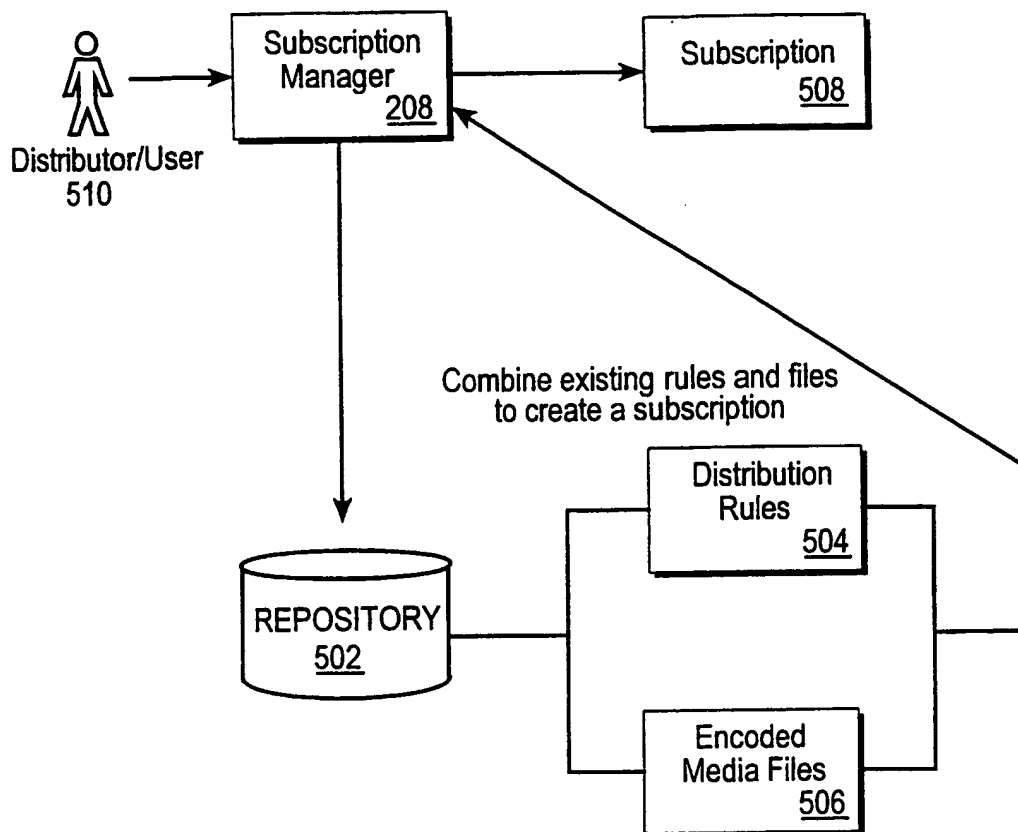 Subscription
Manager
208
Subscription
508
Distributor/User
510
Combine existing rules and files
to create a subscription
Distribution
Rules
504
REPOSITORY
502
Encoded
Media Files
506